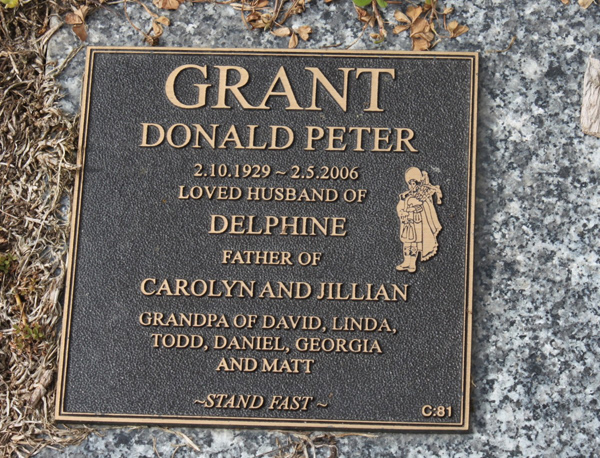 GRANT
DONALD PETER
2.10.1929 ~ 2.5.2006
LOVED HUSBAND OF
DELPHINE
FATHER OF
CAROLYN AND JILLIAN
GRANDPA OF DAVID, LINDA,
TODD, DANIEL, GEORGIA
AND MATT
~STAND FAST~
C:81